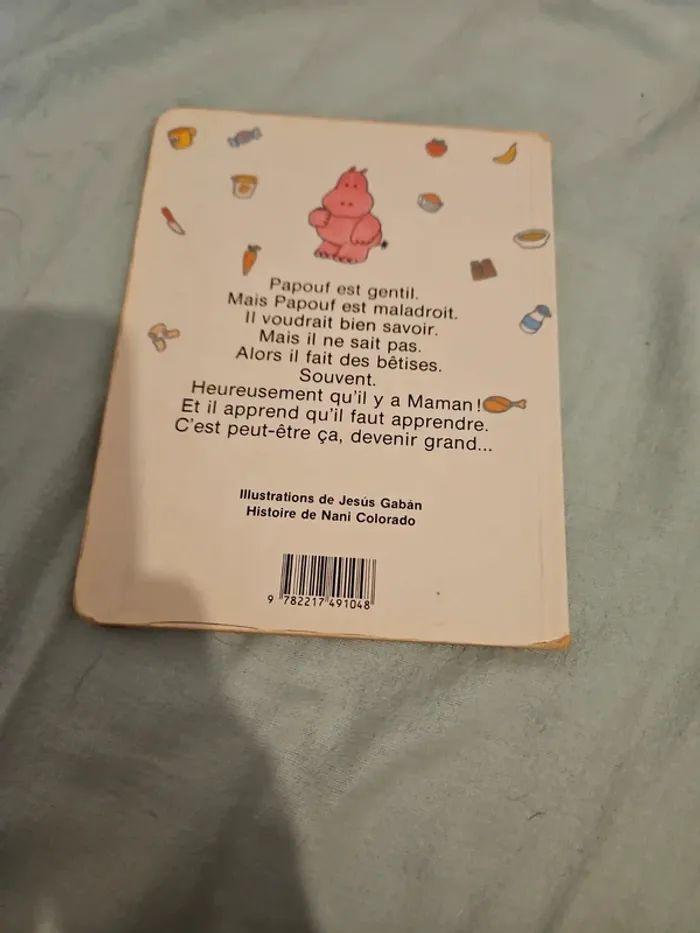 Papouf est gentil.
Mais Papouf est maladroit.
Il voudrait bien savoir.
Mais il ne sait pas.
Alors il fait des bêtises.
Souvent.
Heureusement qu'il y a Maman !
Et il apprend qu'il faut apprendre.
C'est peut-être ça, devenir grand...
Illustrations de Jesús Gabán
Histoire de Nani Colorado
9 782217 491048